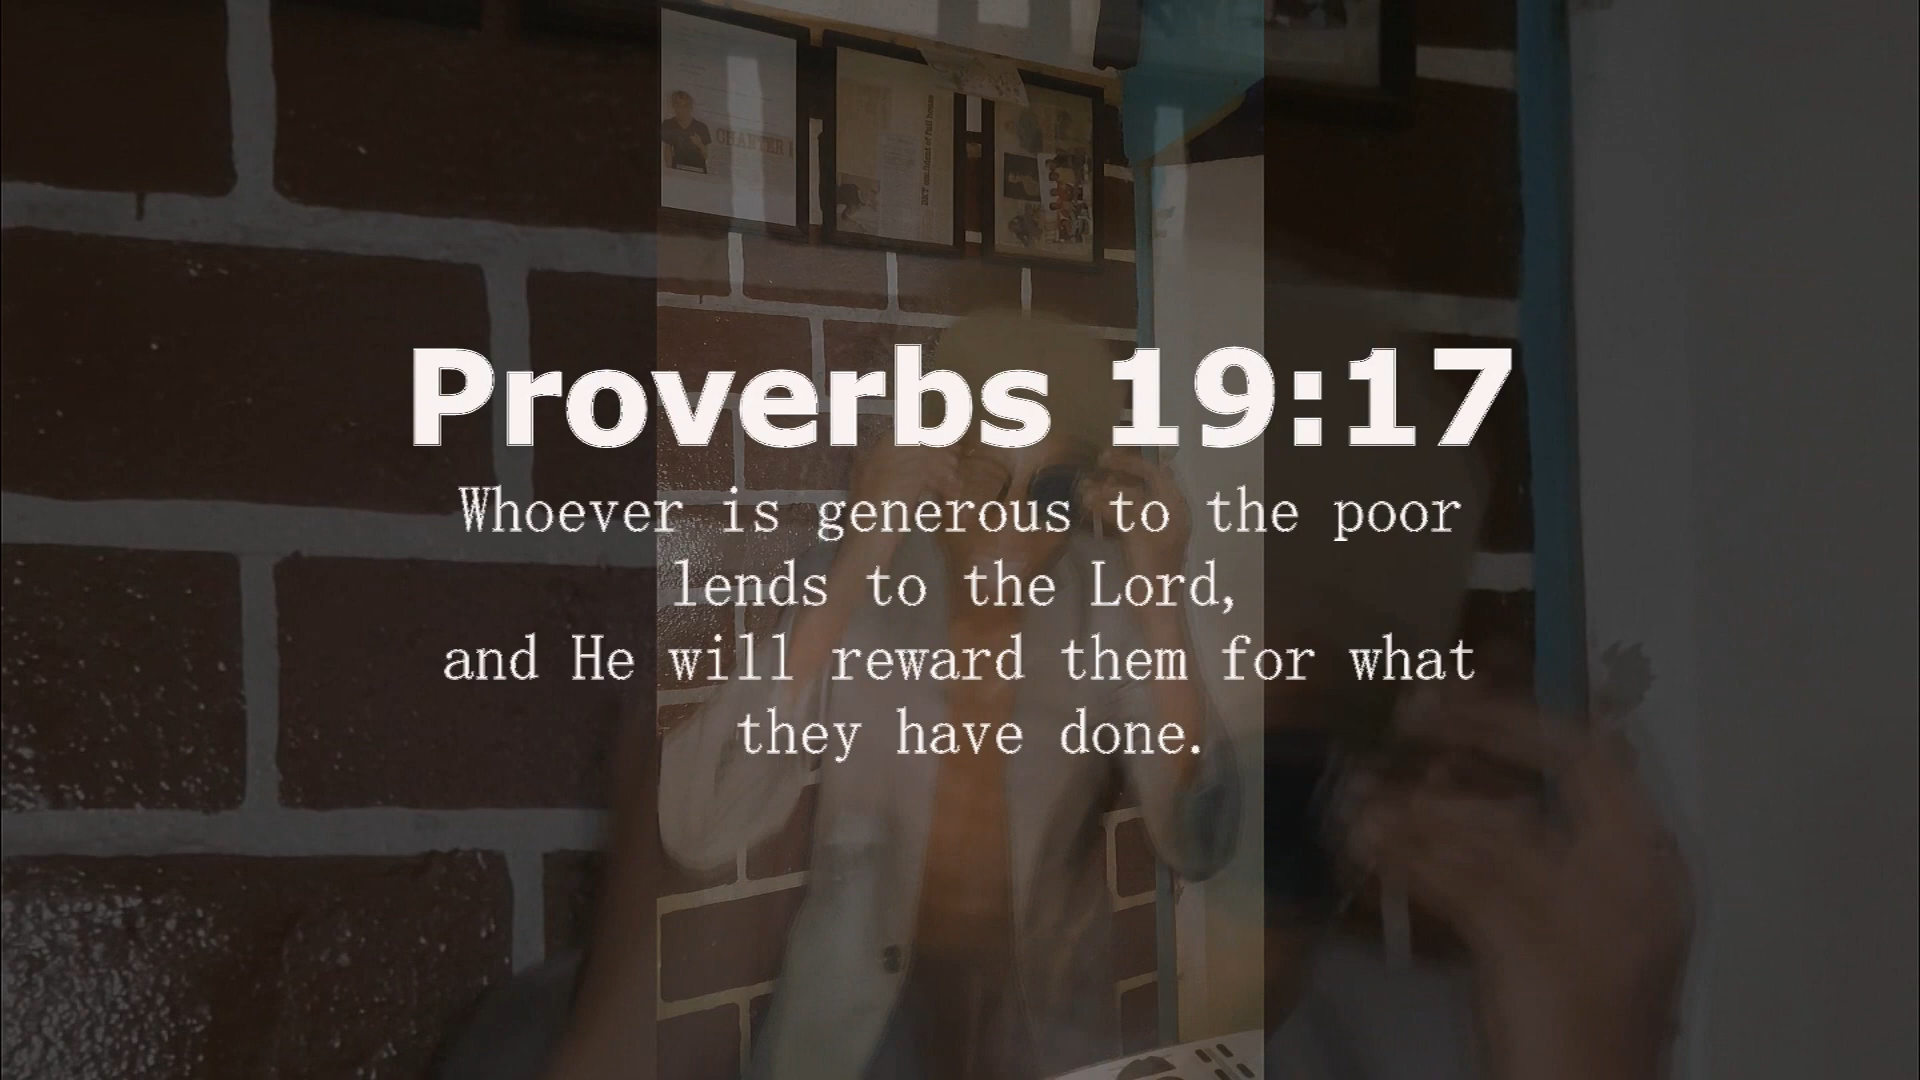 CHAPTER I
Proverbs 19:17
Whoever is generous to the poor
lends to the Lord,
and He will reward them for what
they have done.